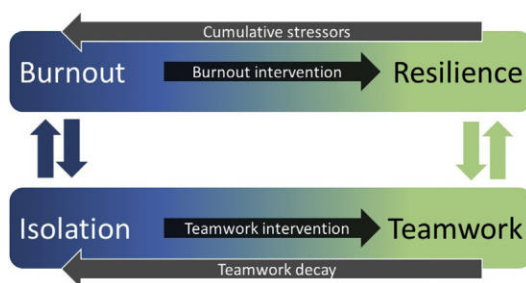 Cumulative stressors
Burnout
Burnout intervention
Resilience
Isolation
Teamwork intervention
Teamwork
Teamwork decay